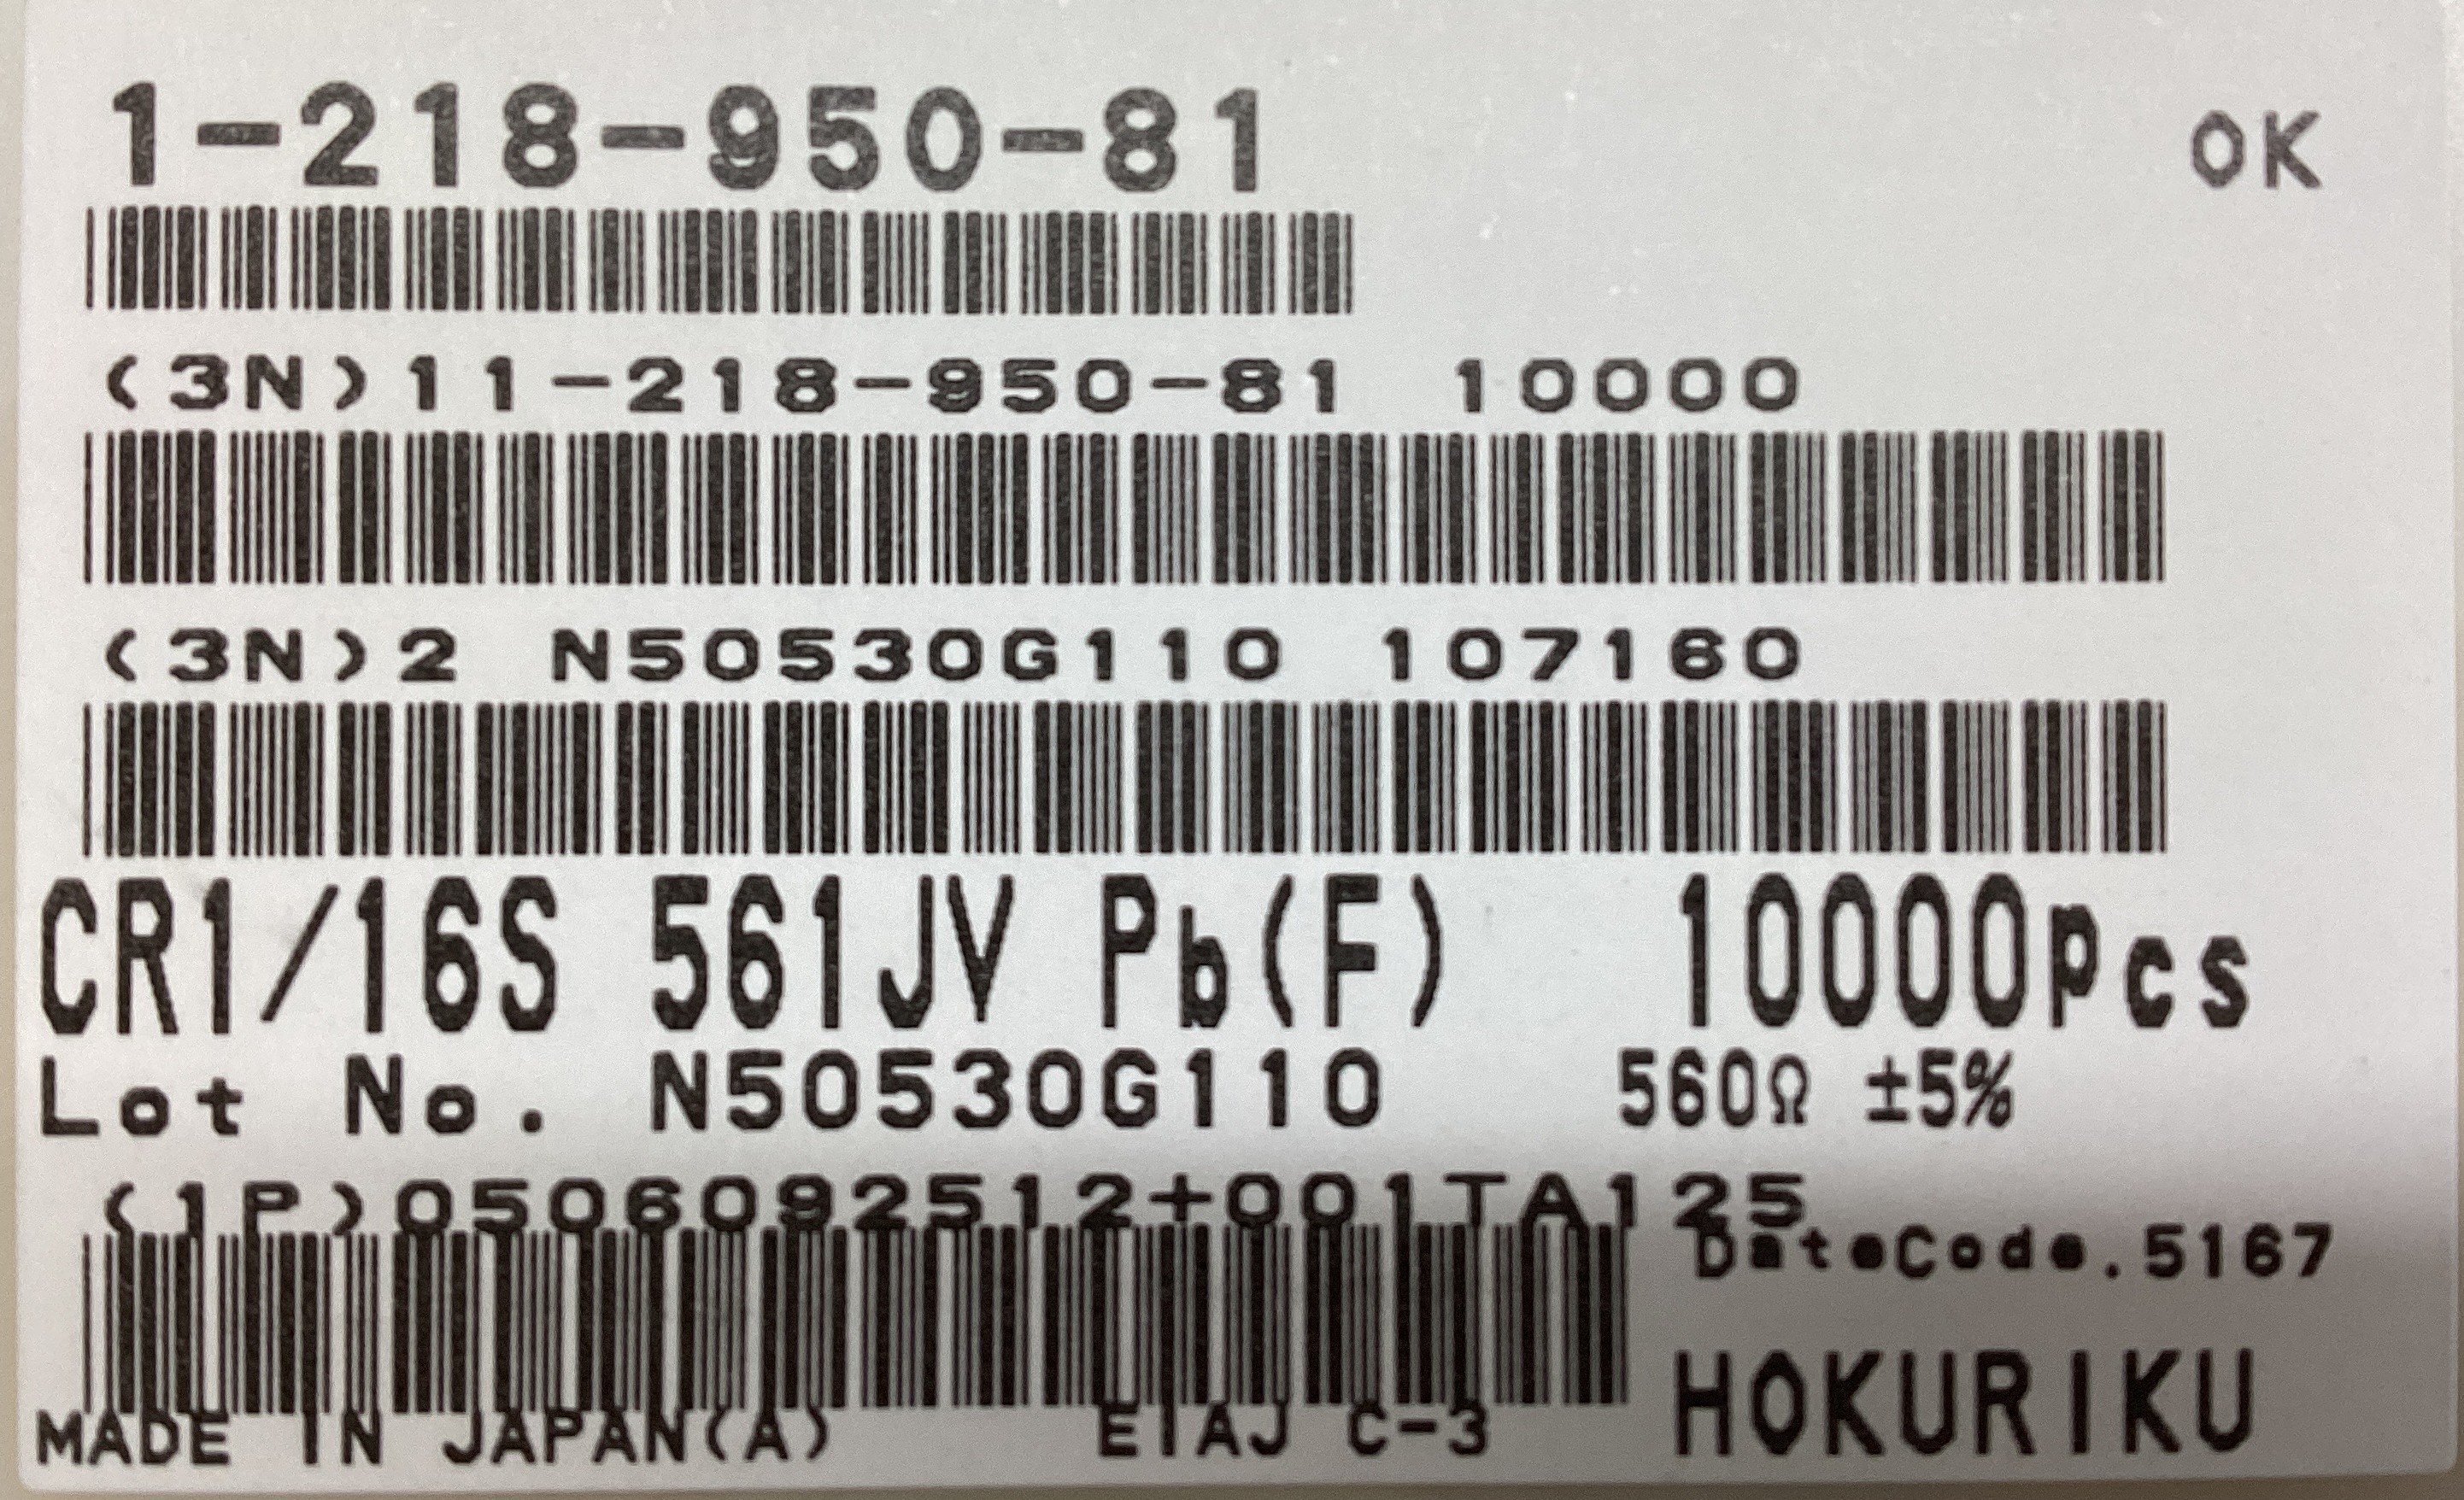 1-218-950-81 OK
(3N)11-218-950-81 10000
(3N)2 N50530G110 107160
CR1/16S 561JV Pb(F) 10000pcs
Lot No. N50530G110 560Ω ±5%
(1P)0506092512+001TA125
DateCode.5167
HOKURIKU
MADE IN JAPAN(A) EIAJ C-3